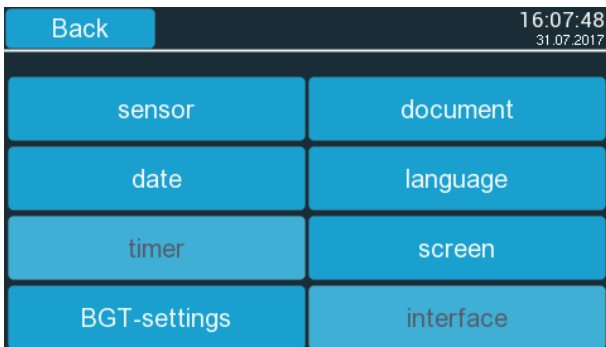 Back
16:07:48
31.07.2017
sensor
document
date
language
timer
screen
BGT-settings
interface